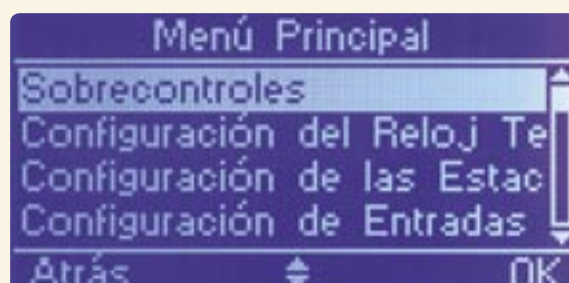 Menú Principal
Sobrecontroles
Configuración del Reloj Te
Configuración de las Estac
Configuración de Entradas
Atrás OK